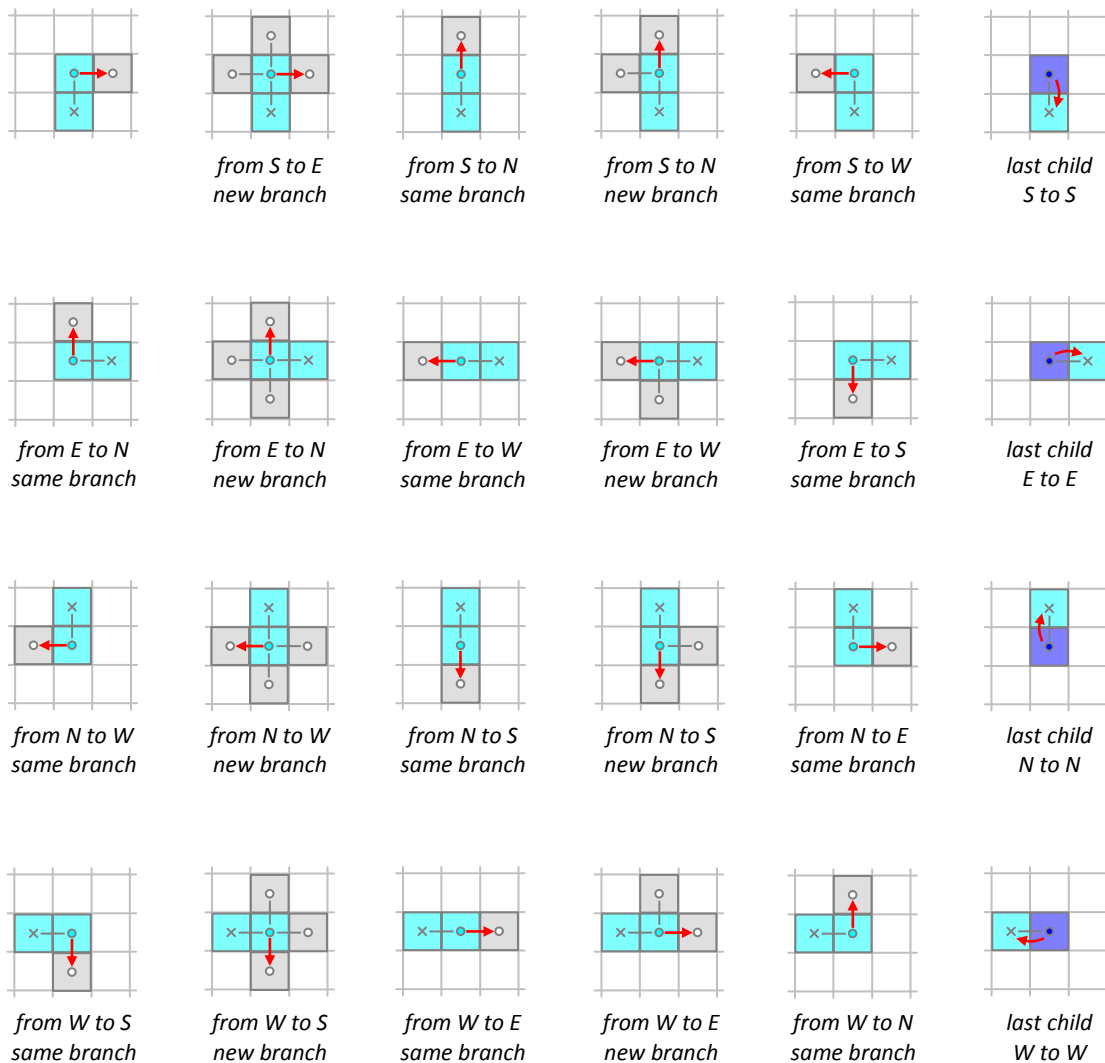 from S to E
new branch
from S to N
same branch
from S to N
new branch
from S to W
same branch
last child
S to S
from E to N
same branch
from E to N
new branch
from E to W
same branch
from E to W
new branch
from E to S
same branch
last child
E to E
from N to W
same branch
from N to W
new branch
from N to S
same branch
from N to S
new branch
from N to E
same branch
last child
N to N
from W to S
same branch
from W to S
new branch
from W to E
same branch
from W to E
new branch
from W to N
same branch
last child
W to W